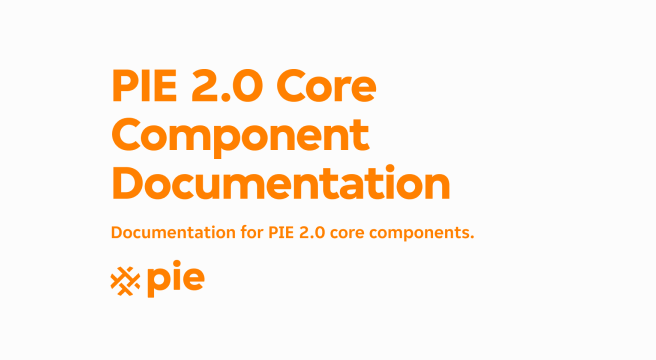 PIE 2.0 Core
Component
Documentation
Documentation for PIE 2.0 core components.
pie